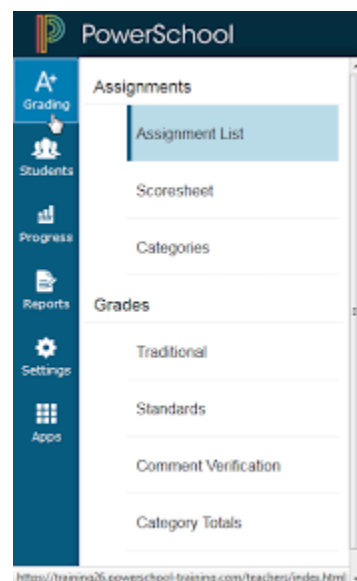 PowerSchool
A+
Grading
Students
Progress
Reports
Settings
Apps
Assignments
Assignment List
Scoresheet
Categories
Grades
Traditional
Standards
Comment Verification
Category Totals
https://training26.powerschool-training.com/teachers/index.html